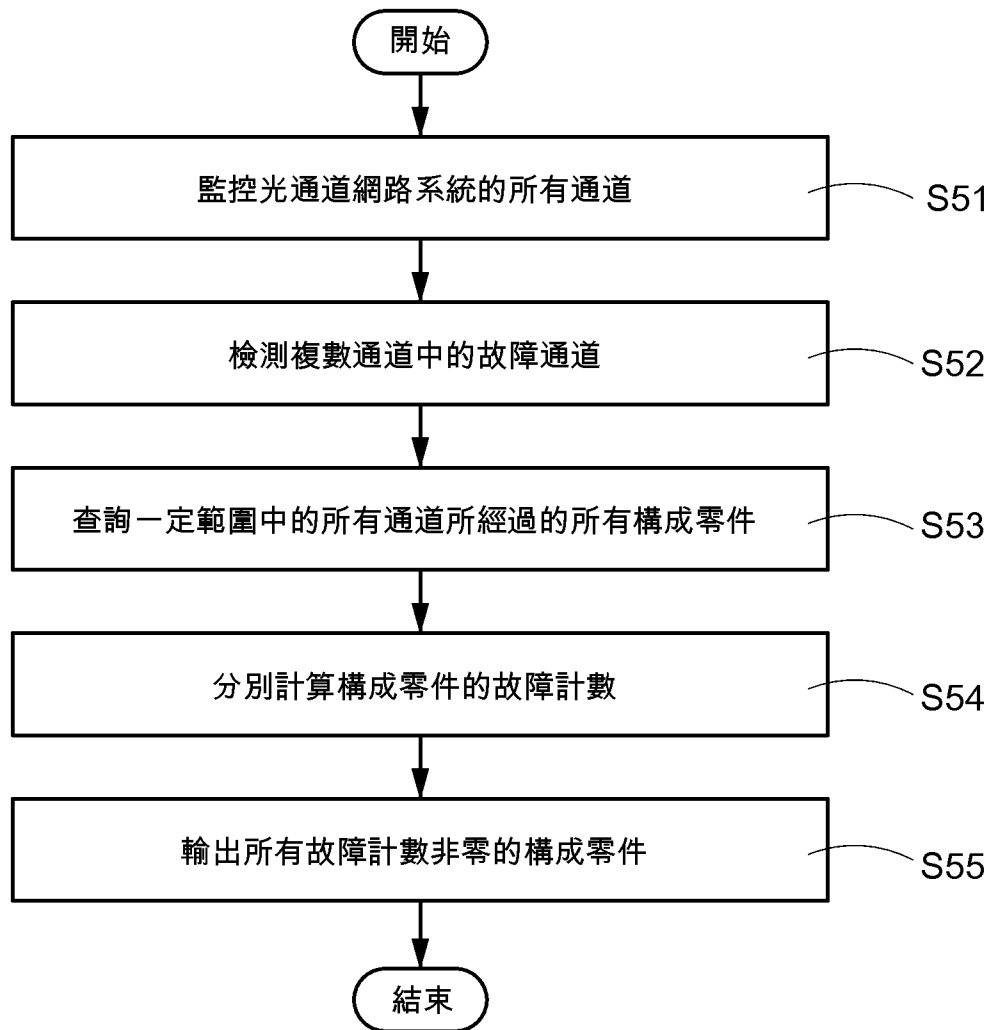 開始
監控光通道網路系統的所有通道
S51
檢測複數通道中的故障通道
S52
查詢一定範圍中的所有通道所經過的所有構成零件
S53
分別計算構成零件的故障計數
S54
輸出所有故障計數非零的構成零件
S55
結束